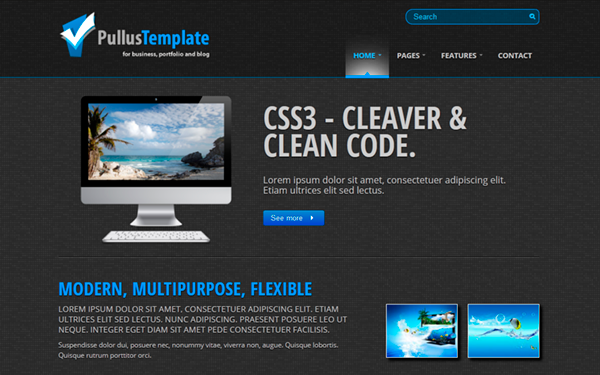 Search
PullusTemplate
for business, portfolio and blog
HOME
PAGES
FEATURES
CONTACT
CSS3 - CLEAVER &
CLEAN CODE.
Lorem ipsum dolor sit amet, consectetuer adipiscing elit.
Etiam ultrices elit sed lectus.
See more
MODERN, MULTIPURPOSE, FLEXIBLE
LOREM IPSUM DOLOR SIT AMET, CONSECTETUER ADIPISCING ELIT. ETIAM
ULTRICIES ELIT SED LECTUS. NUNC ADIPISCING. PRAESENT POSUERE LEO UT
NEQUE. INTEGER EGET DIAM SIT AMET PEDE CONSECTETUER FACILISIS.
Suspendisse dolor dui, posuere nec, nonummy vitae, viverra non, augue. Quisque lobortis.
Quisque rutrum porttitor orci.